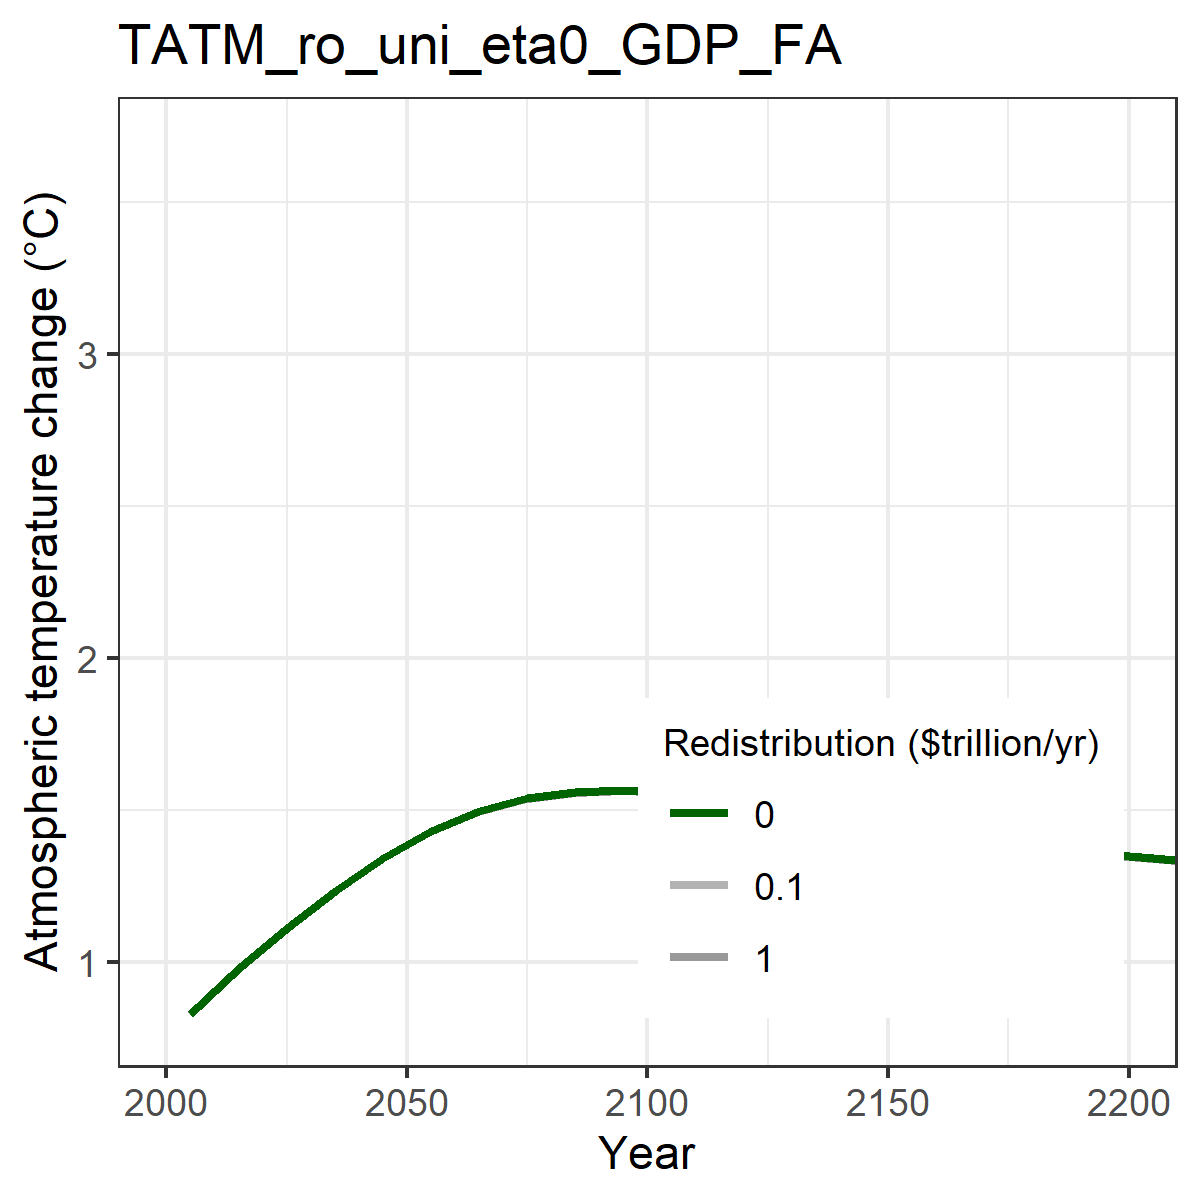 TATM_ro_uni_eta0_GDP_FA
Atmospheric temperature change (°C)
3
2
1
Redistribution ($trillion/yr)
0
0.1
1
2000
2050
2100
2150
2200
Year